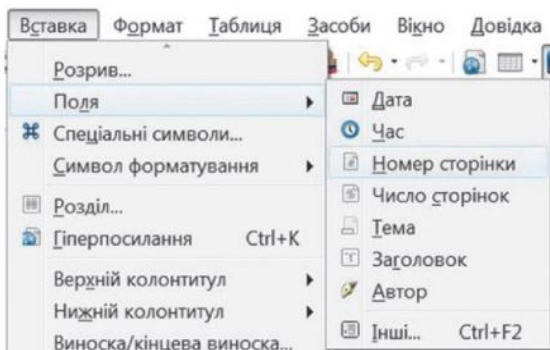 Вставка Формат Таблиця Засоби Вікно Довідка
Розрив...
Поля
Спеціальні символи...
Символ форматування
Розділ...
Гіперпосилання Ctrl+K
Верхній колонтитул
Нижній колонтитул
Виноска/кінцева виноска...
Дата
Час
Номер сторінки
Число сторінок
Тема
Заголовок
Автор
Інші... Ctrl+F2